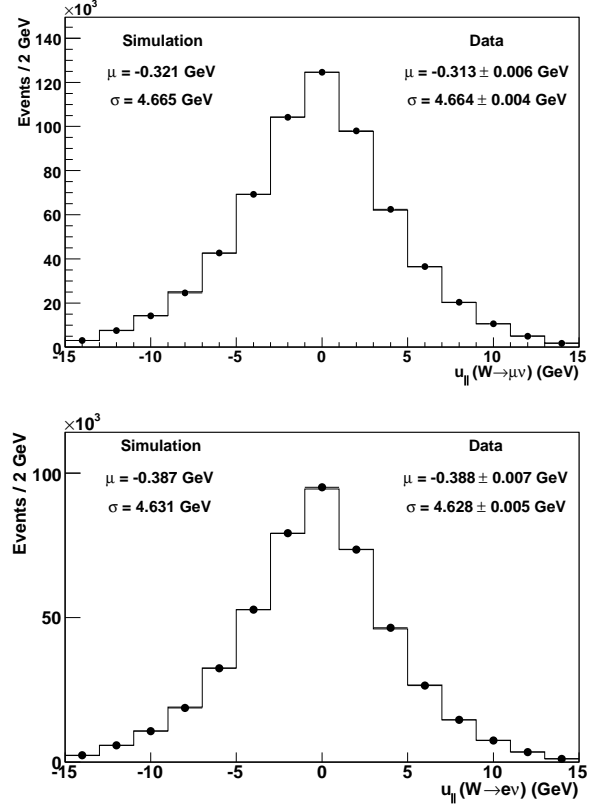 ×10³
Events / 2 GeV
140
120
100
80
60
40
20
0
Simulation
μ = -0.321 GeV
σ = 4.665 GeV
Data
μ = -0.313 ± 0.006 GeV
σ = 4.664 ± 0.004 GeV
-15 -10 -5 0 5 10 15
u|| (W→μν) (GeV)
×10³
Events / 2 GeV
100
50
0
Simulation
μ = -0.387 GeV
σ = 4.631 GeV
Data
μ = -0.388 ± 0.007 GeV
σ = 4.628 ± 0.005 GeV
-15 -10 -5 0 5 10 15
u|| (W→eν) (GeV)